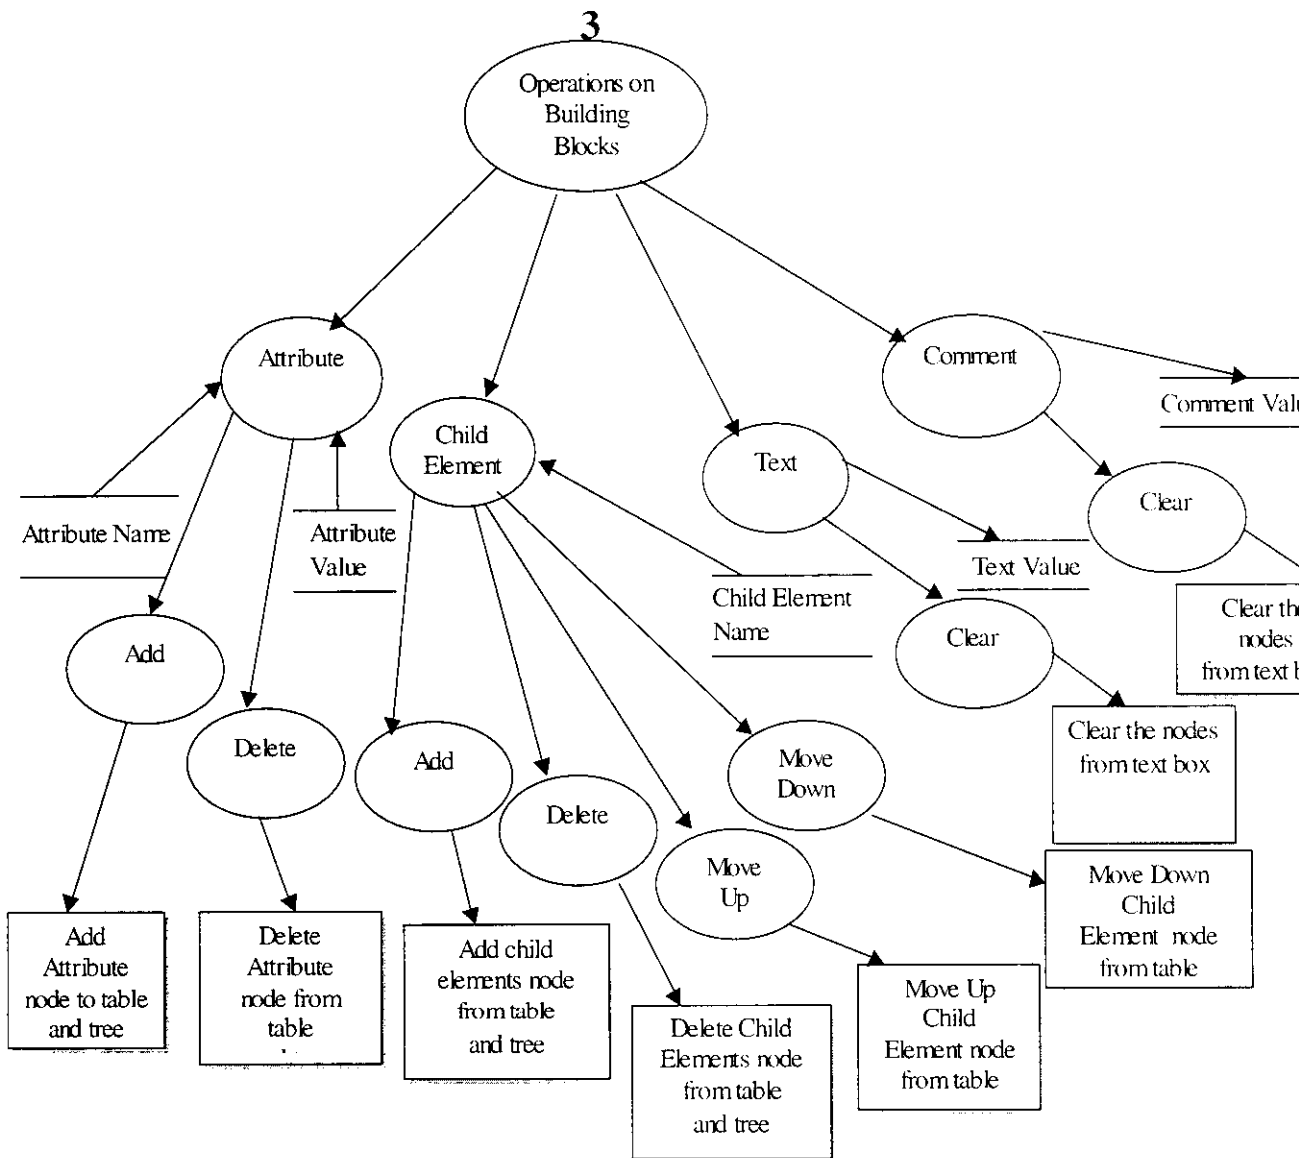 3
Operations on
Building
Blocks
Attribute
Comment
Comment Valu
Child
Element
Text
Clear
Attribute Name
Attribute
Value
Text Value
Child Element
Name
Clear the
nodes
from text b
Clear
Add
Delete
Add
Delete
Move
Down
Clear the nodes
from text box
Move
Up
Move Down
Child
Element node
from table
Add
Attribute
node to table
and tree
Delete
Attribute
node from
table
Add child
elements node
from table
and tree
Delete Child
Elements node
from table
and tree
Move Up
Child
Element node
from table